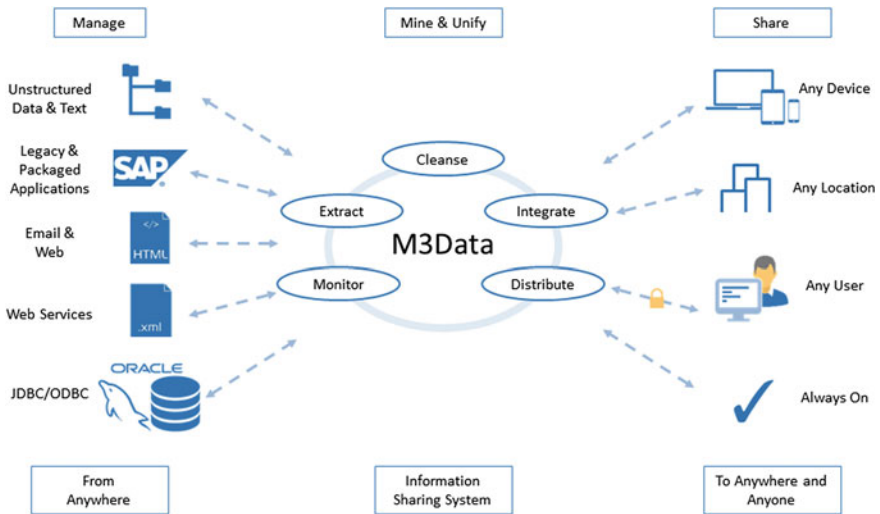 Manage
Mine & Unify
Share
Unstructured
Data & Text
Legacy &
Packaged
Applications
SAP
Email &
Web
</>
HTML
Web Services
.xml
JDBC/ODBC
ORACLE
Cleanse
Extract
Integrate
M3Data
Monitor
Distribute
Any Device
Any Location
Any User
Always On
From
Anywhere
Information
Sharing System
To Anywhere and
Anyone